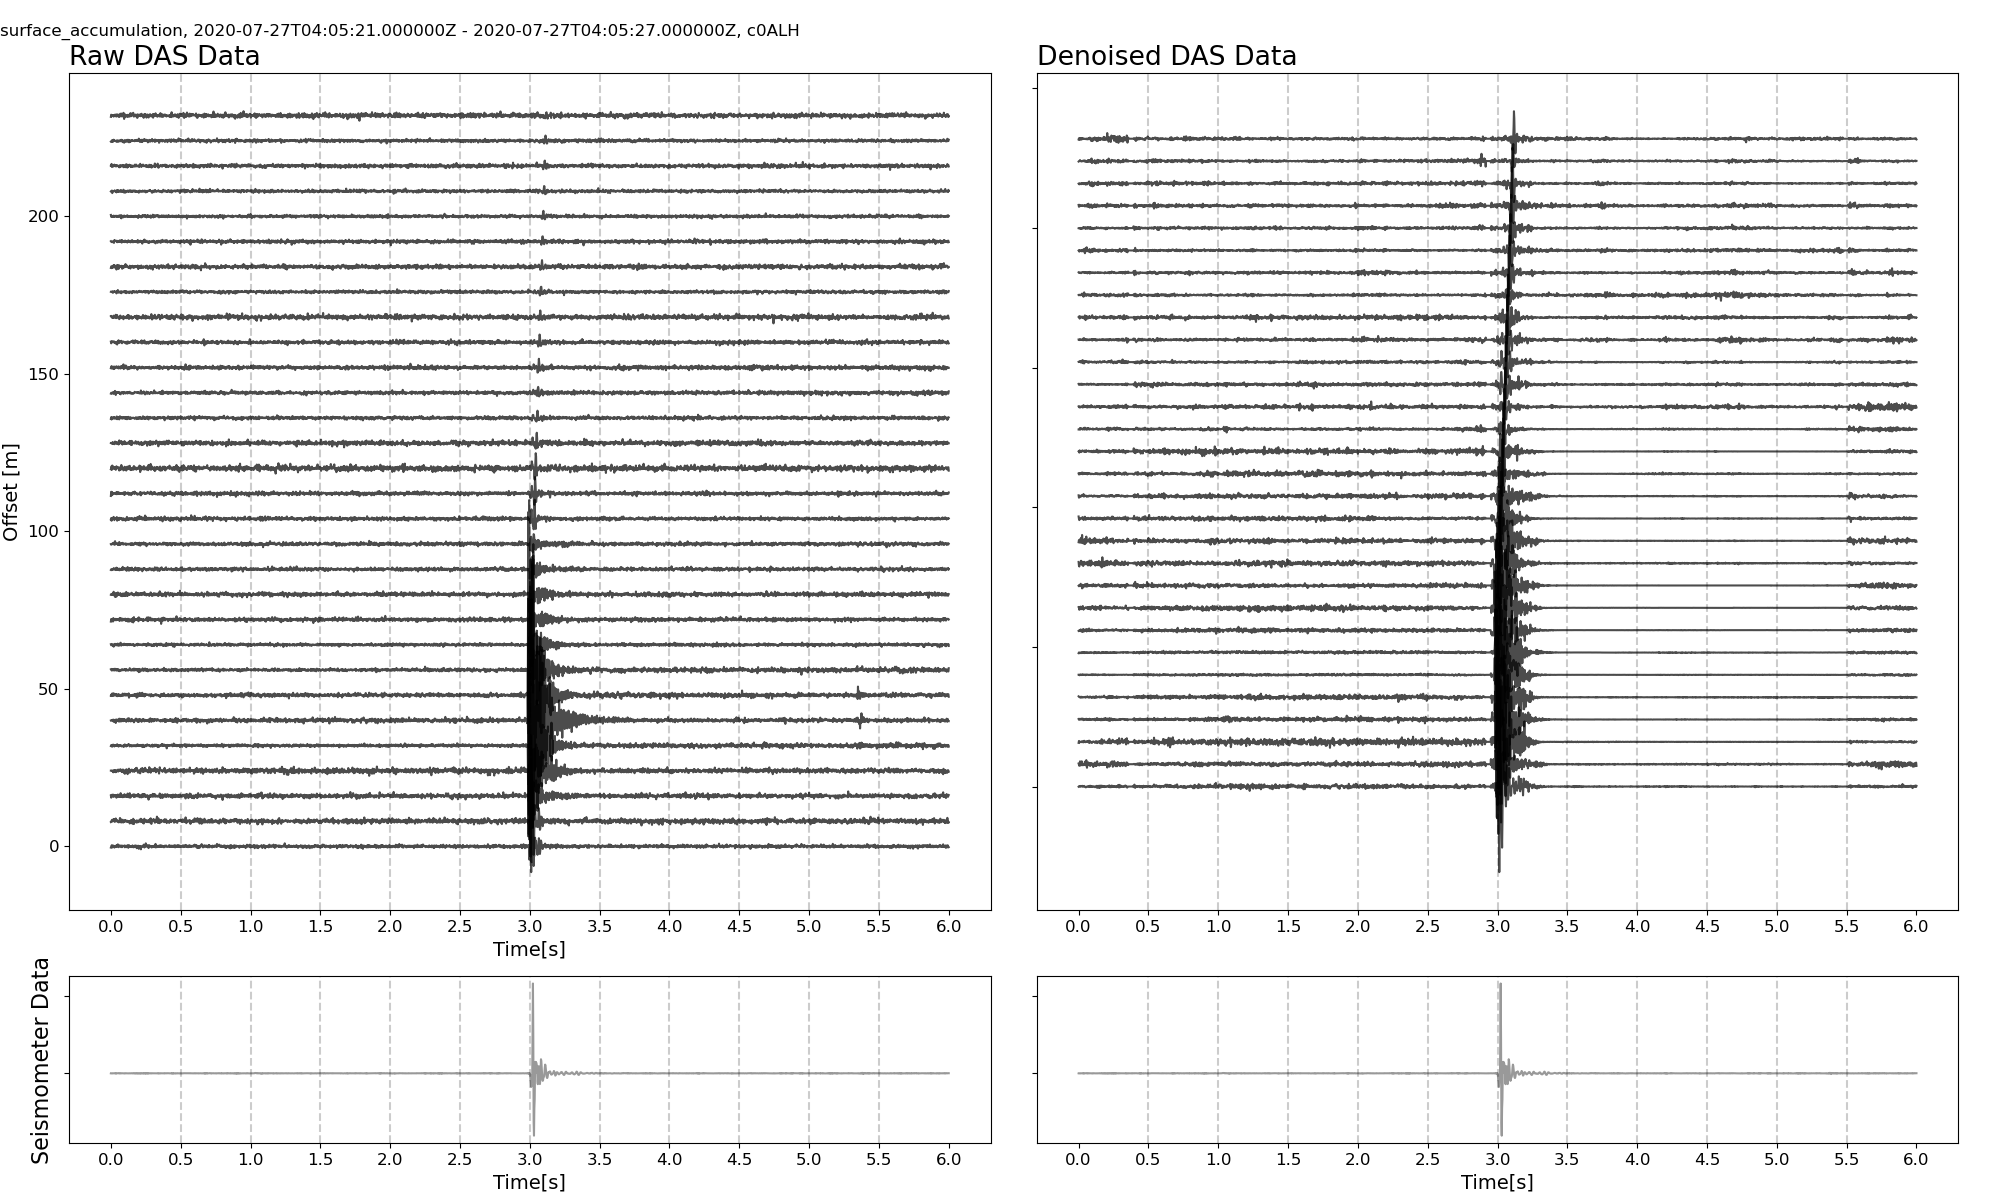 surface_accumulation, 2020-07-27T04:05:21.000000Z - 2020-07-27T04:05:27.000000Z, c0ALH
Raw DAS Data
Denoised DAS Data
Offset [m]
200
150
100
50
0
0.0 0.5 1.0 1.5 2.0 2.5 3.0 3.5 4.0 4.5 5.0 5.5 6.0
Time[s]
0.0 0.5 1.0 1.5 2.0 2.5 3.0 3.5 4.0 4.5 5.0 5.5 6.0
Seismometer Data
0.0 0.5 1.0 1.5 2.0 2.5 3.0 3.5 4.0 4.5 5.0 5.5 6.0
Time[s]
0.0 0.5 1.0 1.5 2.0 2.5 3.0 3.5 4.0 4.5 5.0 5.5 6.0
Time[s]